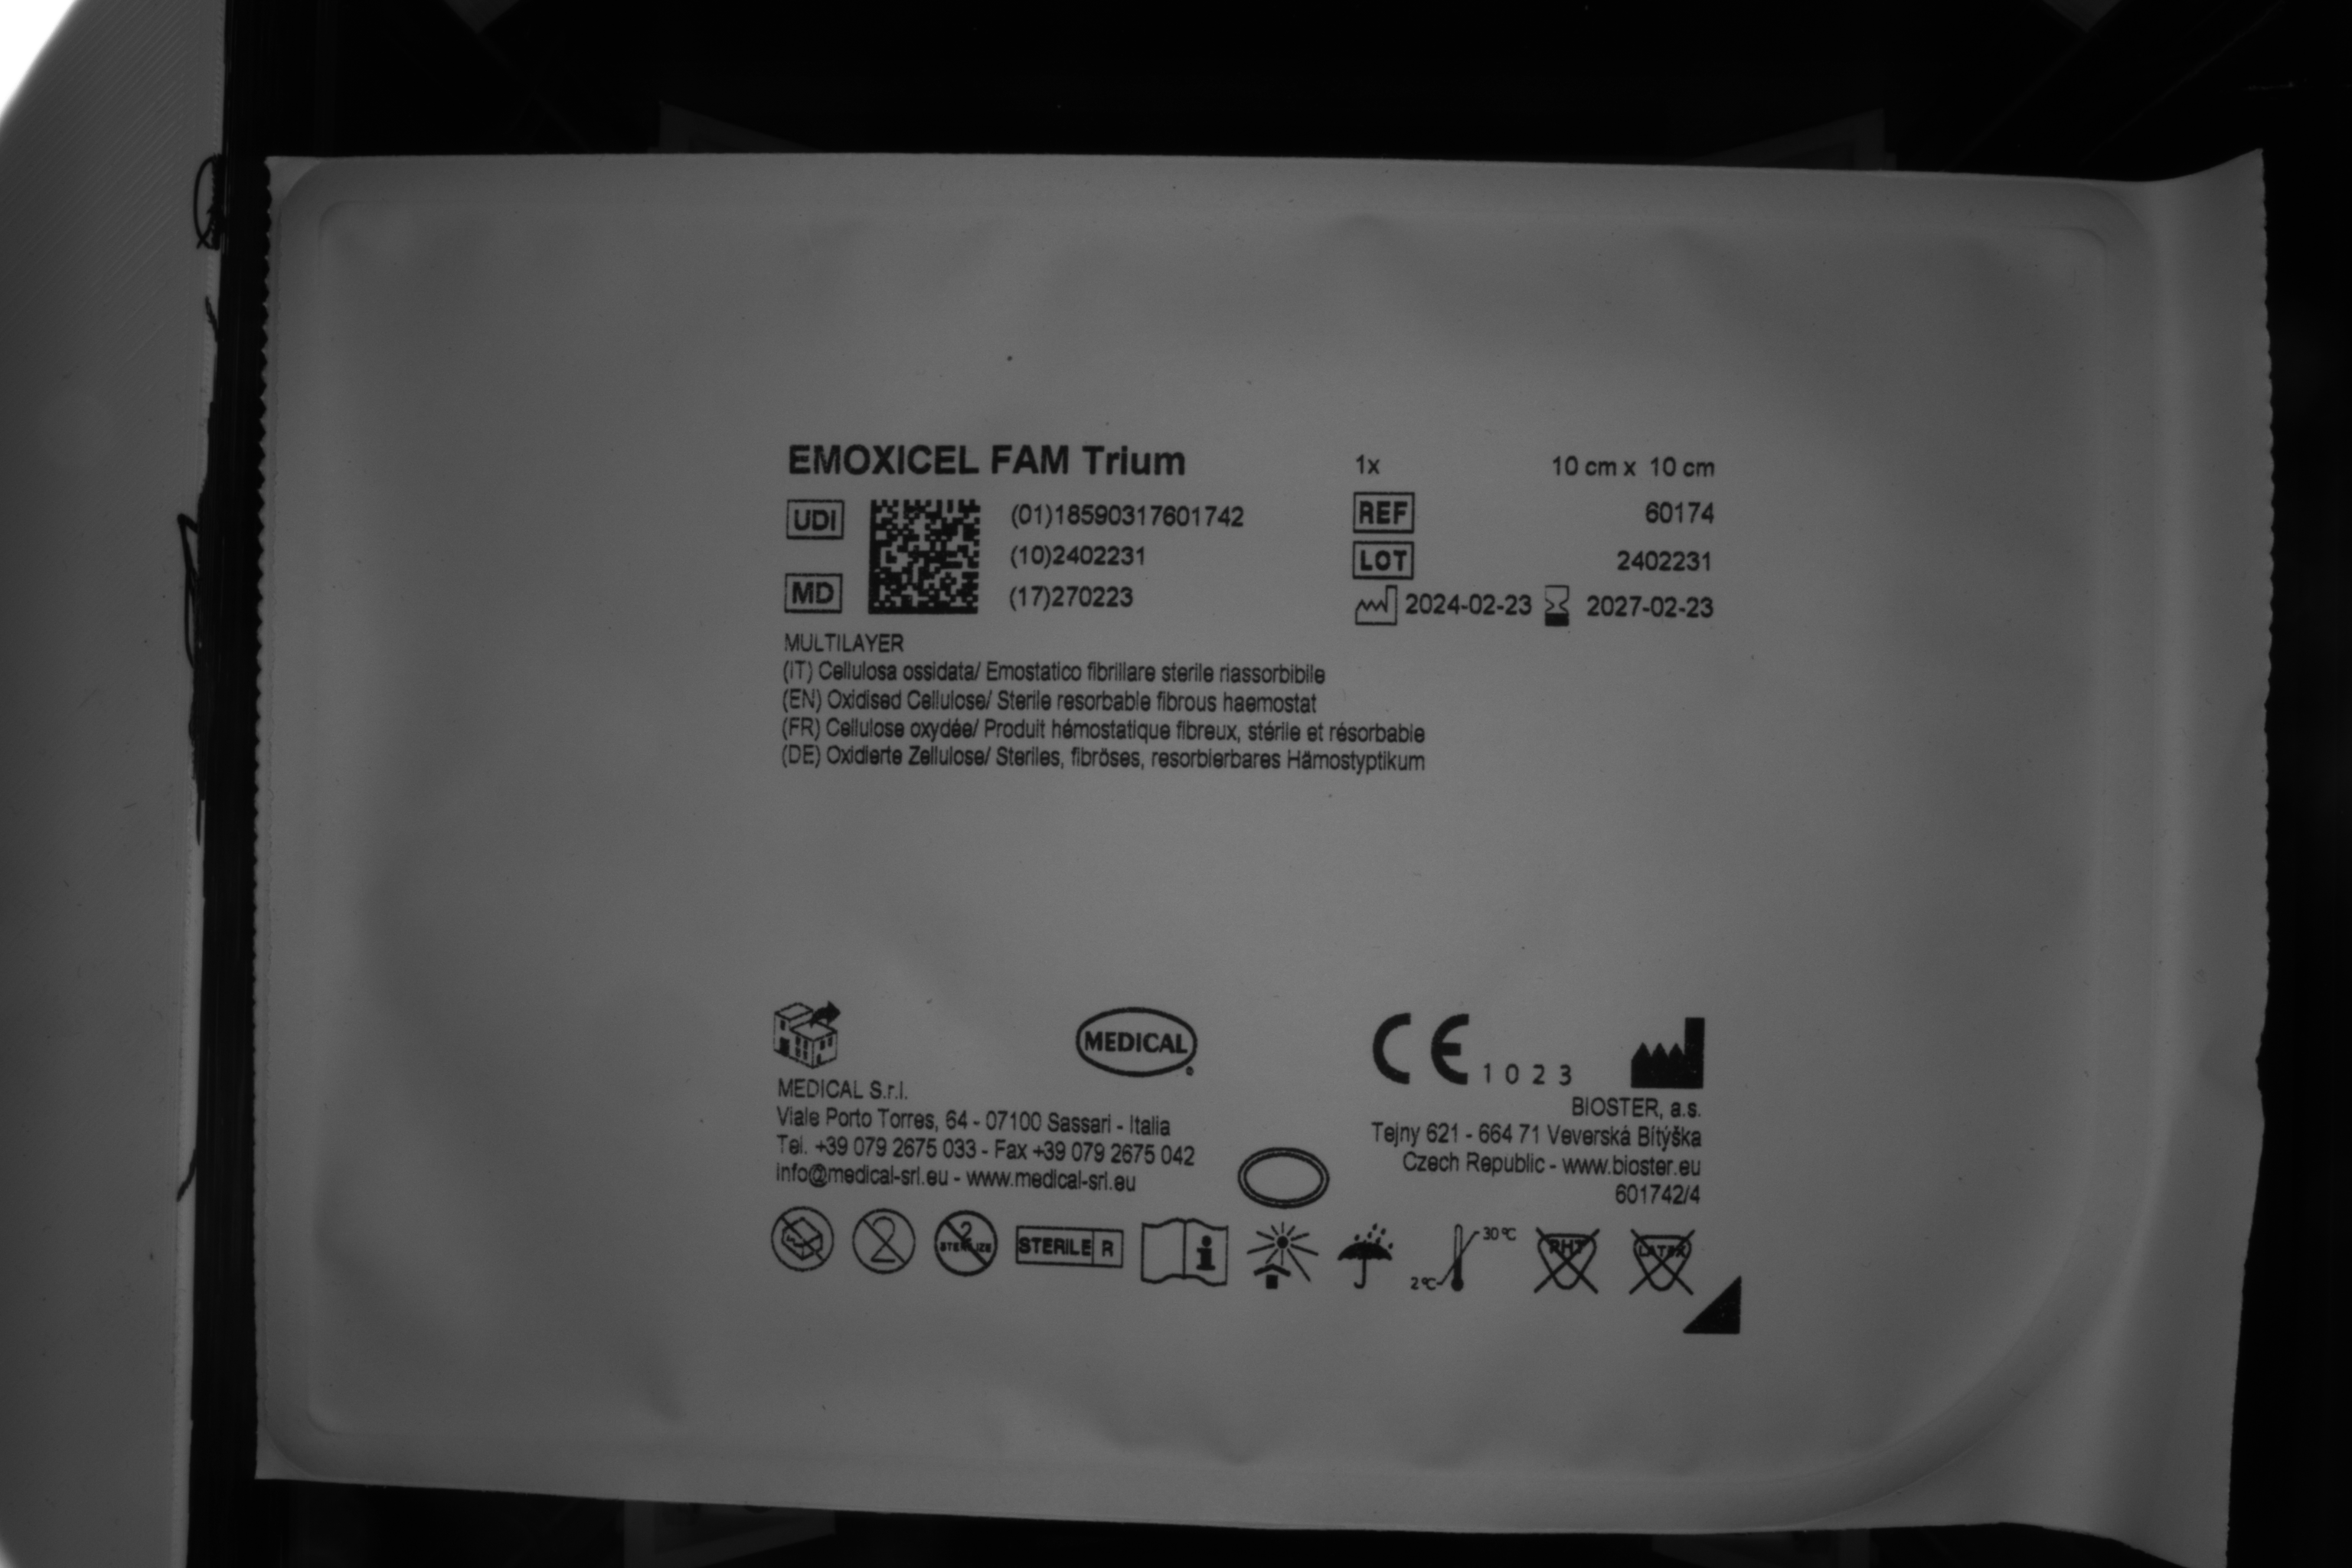 EMOXICEL FAM Trium
1x 10 cm x 10 cm
UDI (01)18590317601742
REF 60174
(10)2402231
LOT 2402231
MD (17)270223
2024-02-23 2027-02-23
MULTILAYER
(IT) Cellulosa ossidata/ Emostatico fibrillare sterile riassorbibile
(EN) Oxidised Cellulose/ Sterile resorbable fibrous haemostat
(FR) Cellulose oxydée/ Produit hémostatique fibreux, stérile et résorbable
(DE) Oxidierte Zellulose/ Steriles, fibröses, resorbierbares Hämostyptikum
MEDICAL
CE 1023
MEDICAL S.r.l.
Viale Porto Torres, 64 - 07100 Sassari - Italia
Tel. +39 079 2675 033 - Fax +39 079 2675 042
info@medical-srl.eu - www.medical-srl.eu
BIOSTER, a.s.
Tejny 621 - 664 71 Veverská Bítýška
Czech Republic - www.bioster.eu
601742/4
2
2 STERILIZE
STERILE R
i
30 °C
2 °C
PHT
LATEX